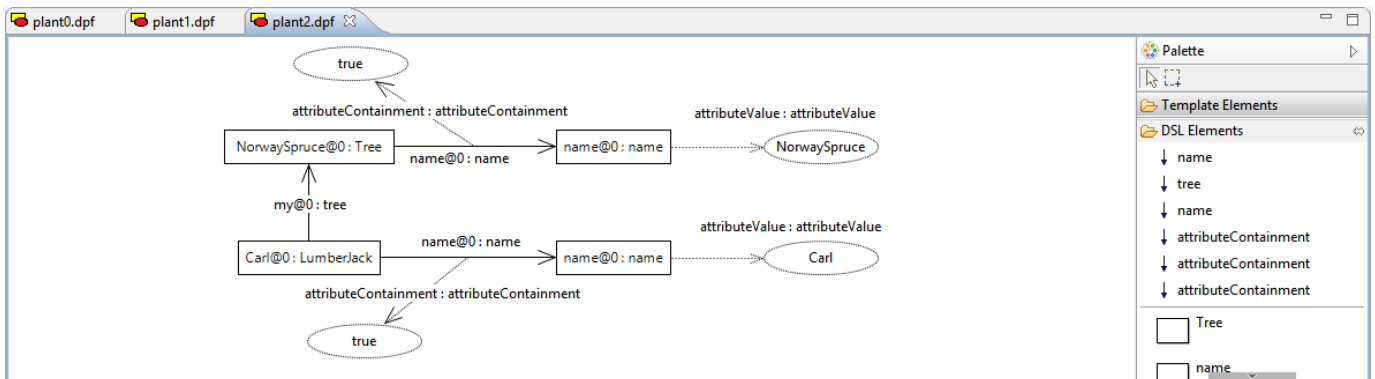 plant0.dpf
plant1.dpf
plant2.dpf
true
attributeContainment : attributeContainment
attributeValue : attributeValue
NorwaySpruce@0 : Tree
name@0 : name
name@0 : name
NorwaySpruce
my@0 : tree
attributeValue : attributeValue
name@0 : name
Carl@0 : LumberJack
name@0 : name
Carl
attributeContainment : attributeContainment
true
Palette
Template Elements
DSL Elements
name
tree
name
attributeContainment
attributeContainment
attributeContainment
Tree
name